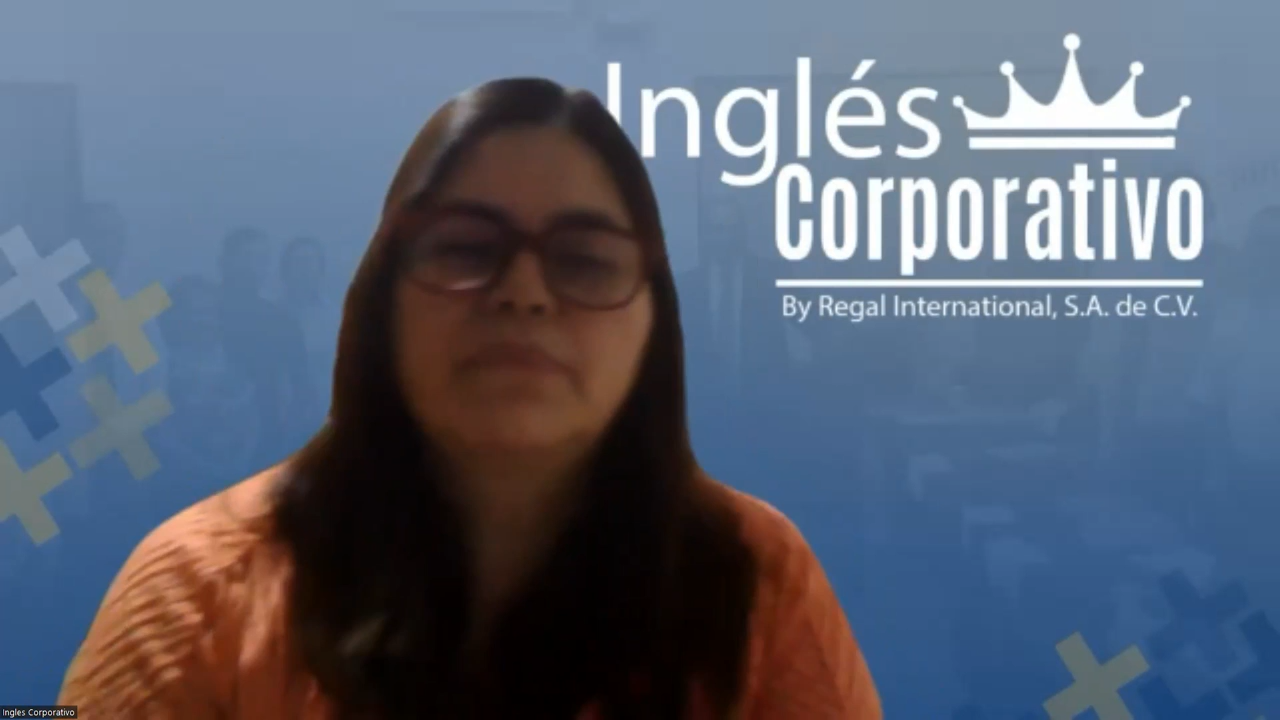 Inglés
Corporativo
By Regal International, S.A. de C.V.
Ingles Corporativo